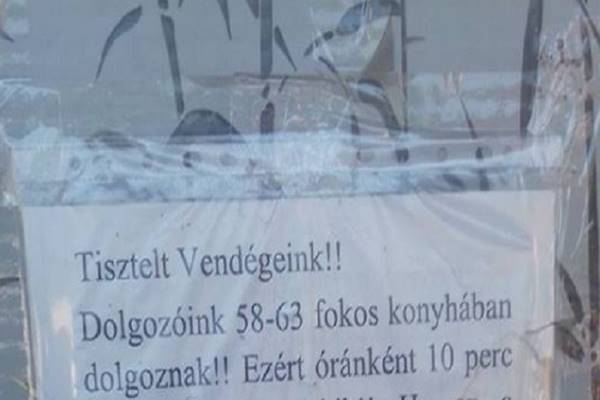 Tisztelt Vendégeink!!
Dolgozóink 58-63 fokos konyhában
dolgoznak!! Ezért óránként 10 perc